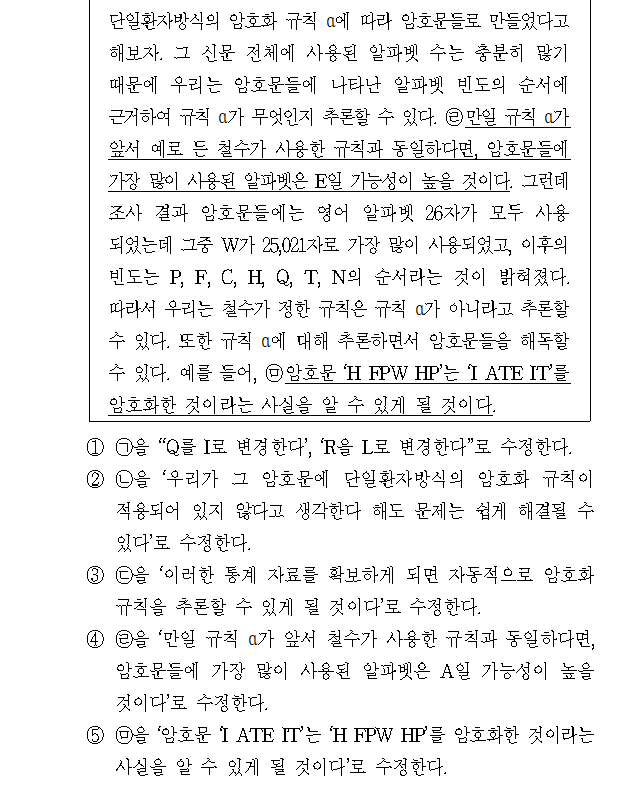 단일환자방식의 암호화 규칙 α에 따라 암호문들로 만들었다고
해보자. 그 신문 전체에 사용된 알파벳 수는 충분히 많기
때문에 우리는 암호문들에 나타난 알파벳 빈도의 순서에
근거하여 규칙 α가 무엇인지 추론할 수 있다. ㉣만일 규칙 α가
앞서 예로 든 철수가 사용한 규칙과 동일하다면, 암호문들에
가장 많이 사용된 알파벳은 E일 가능성이 높을 것이다. 그런데
조사 결과 암호문들에는 영어 알파벳 26자가 모두 사용
되었는데 그중 W가 25,021자로 가장 많이 사용되었고, 이후의
빈도는 P, F, C, H, Q, T, N의 순서라는 것이 밝혀졌다.
따라서 우리는 철수가 정한 규칙은 규칙 α가 아니라고 추론할
수 있다. 또한 규칙 α에 대해 추론하면서 암호문들을 해독할
수 있다. 예를 들어, ㉤암호문 ‘H FPW HP’는 ‘I ATE IT’를
암호화한 것이라는 사실을 알 수 있게 될 것이다.
① ㉠을 “Q를 I로 변경한다’, ‘R을 L로 변경한다”로 수정한다.
② ㉡을 ‘우리가 그 암호문에 단일환자방식의 암호화 규칙이
적용되어 있지 않다고 생각한다 해도 문제는 쉽게 해결될 수
있다’로 수정한다.
③ ㉢을 ‘이러한 통계 자료를 확보하게 되면 자동적으로 암호화
규칙을 추론할 수 있게 될 것이다’로 수정한다.
④ ㉣을 ‘만일 규칙 α가 앞서 철수가 사용한 규칙과 동일하다면,
암호문들에 가장 많이 사용된 알파벳은 A일 가능성이 높을
것이다’로 수정한다.
⑤ ㉤을 ‘암호문 ‘I ATE IT’는 ‘H FPW HP’를 암호화한 것이라는
사실을 알 수 있게 될 것이다’로 수정한다.